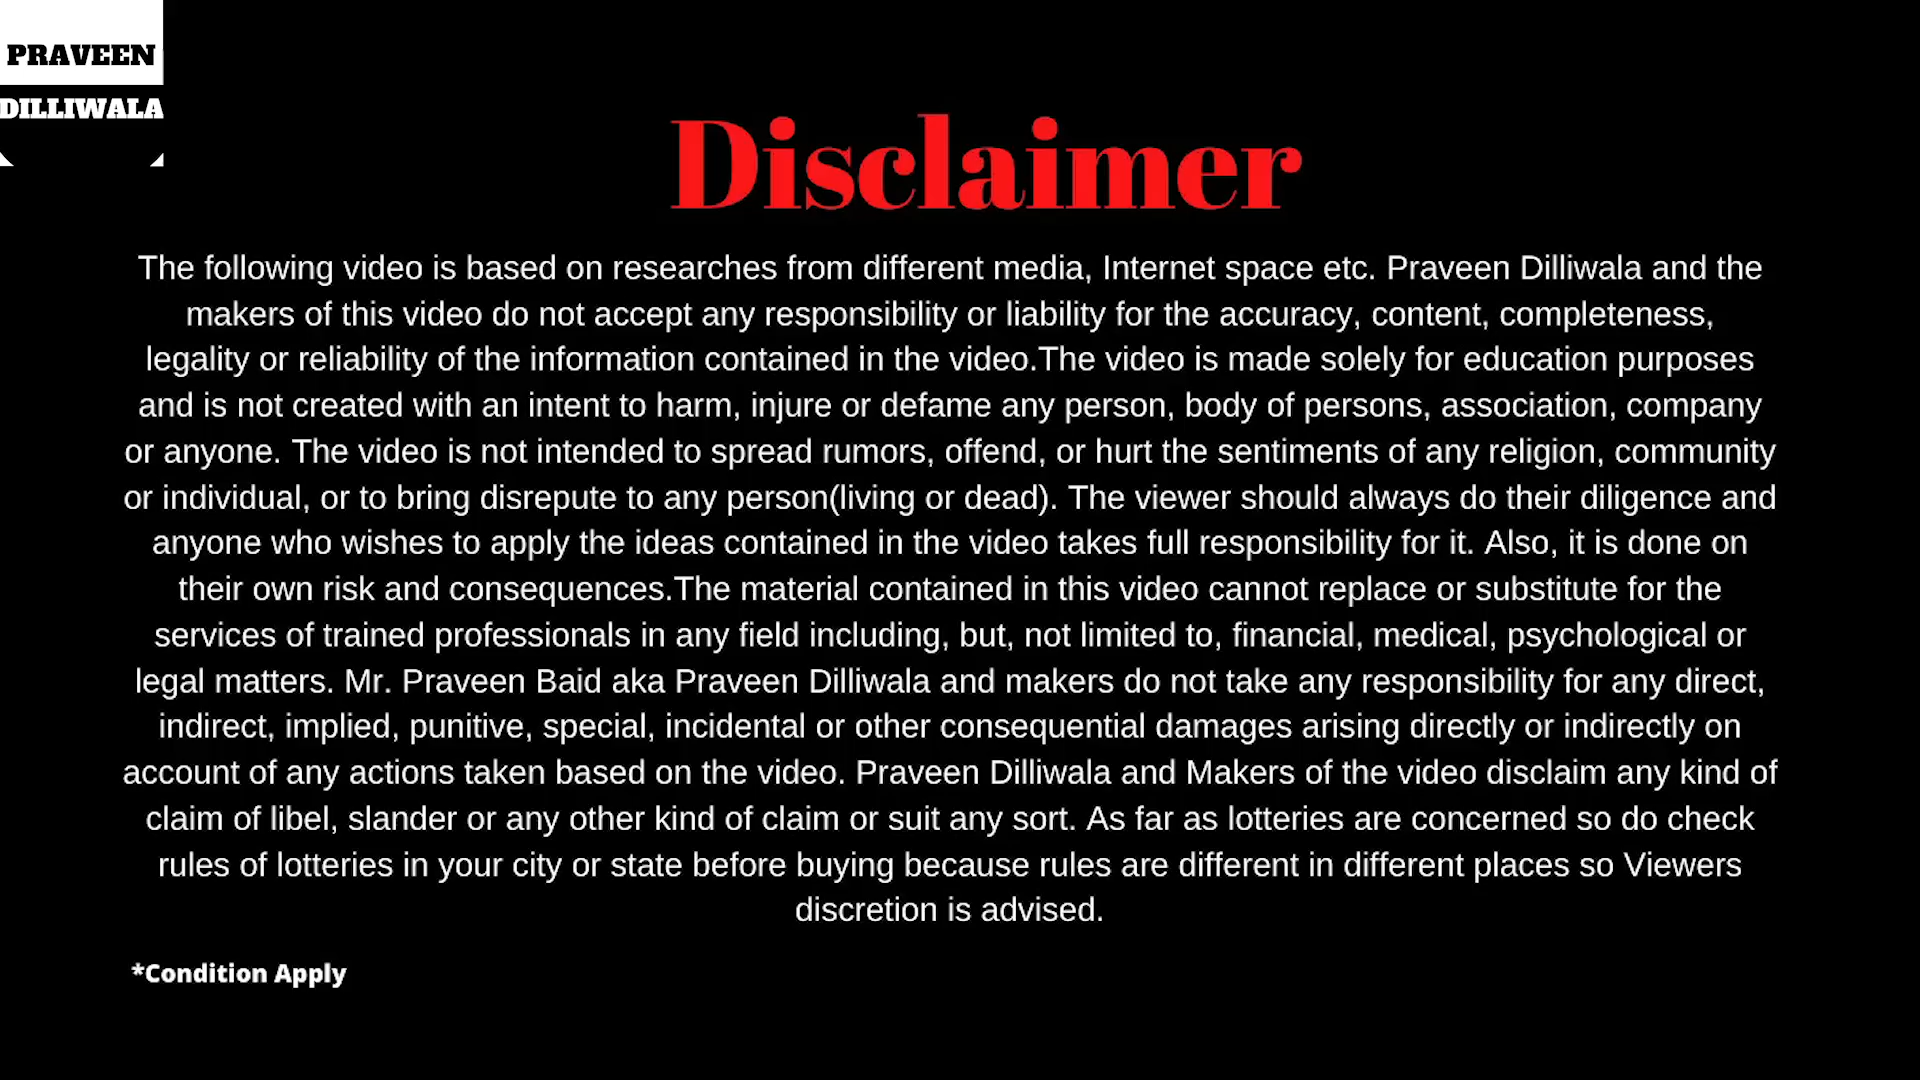 PRAVEEN
DILLIWALA
Disclaimer
The following video is based on researches from different media, Internet space etc. Praveen Dilliwala and the
makers of this video do not accept any responsibility or liability for the accuracy, content, completeness,
legality or reliability of the information contained in the video.The video is made solely for education purposes
and is not created with an intent to harm, injure or defame any person, body of persons, association, company
or anyone. The video is not intended to spread rumors, offend, or hurt the sentiments of any religion, community
or individual, or to bring disrepute to any person(living or dead). The viewer should always do their diligence and
anyone who wishes to apply the ideas contained in the video takes full responsibility for it. Also, it is done on
their own risk and consequences.The material contained in this video cannot replace or substitute for the
services of trained professionals in any field including, but, not limited to, financial, medical, psychological or
legal matters. Mr. Praveen Baid aka Praveen Dilliwala and makers do not take any responsibility for any direct,
indirect, implied, punitive, special, incidental or other consequential damages arising directly or indirectly on
account of any actions taken based on the video. Praveen Dilliwala and Makers of the video disclaim any kind of
claim of libel, slander or any other kind of claim or suit any sort. As far as lotteries are concerned so do check
rules of lotteries in your city or state before buying because rules are different in different places so Viewers
discretion is advised.
*Condition Apply